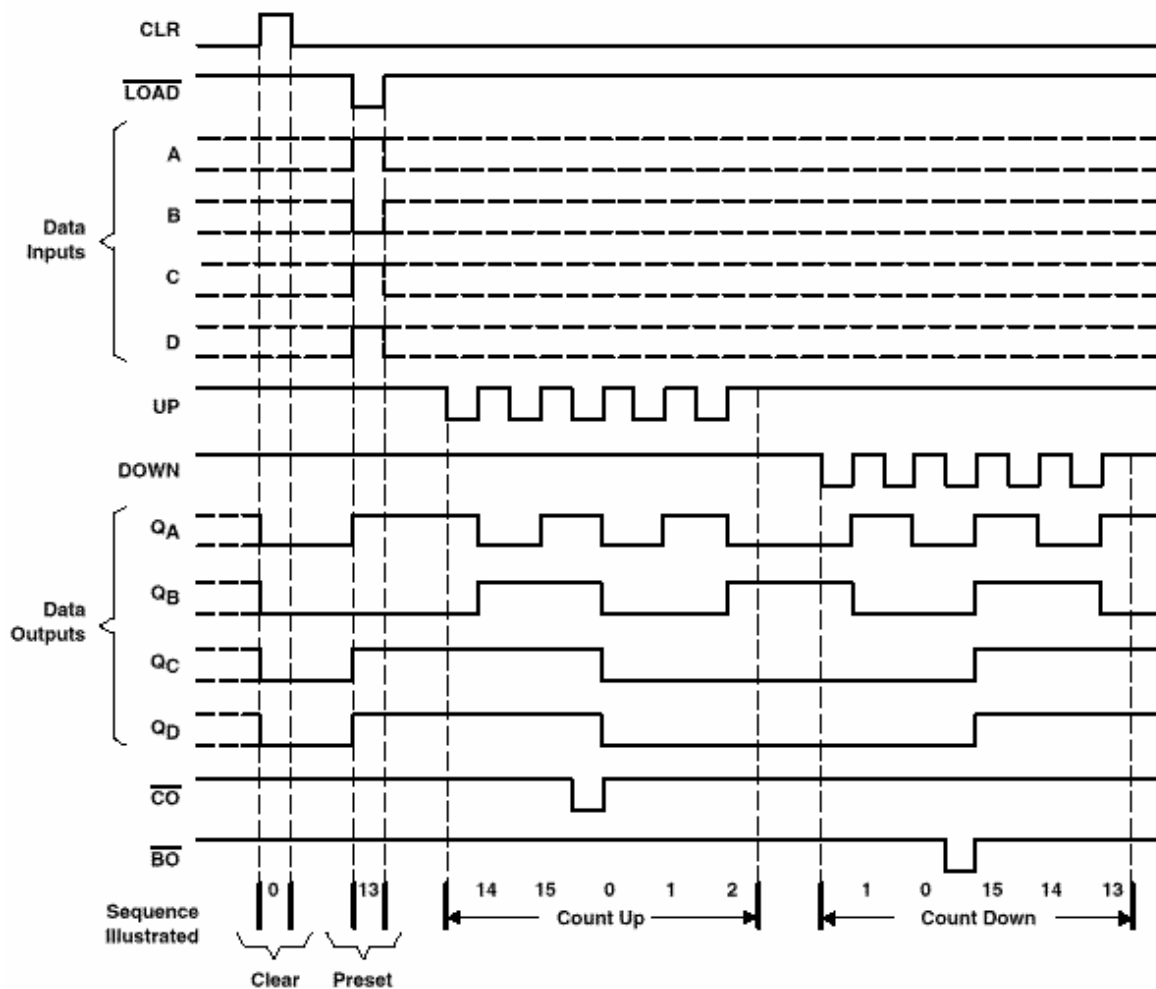 CLR
LOAD
A
B
C
D
Data
Inputs
UP
DOWN
QA
QB
QC
QD
Data
Outputs
CO
BO
0 13 14 15 0 1 2 1 0 15 14 13
Sequence
Illustrated
Count Up
Count Down
Clear
Preset